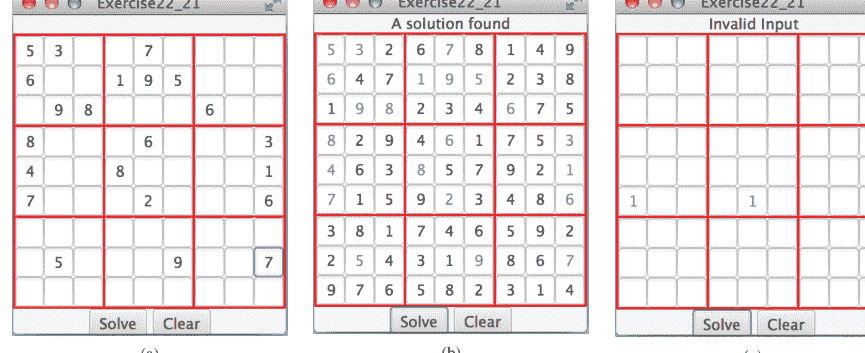 Exercise22_21
5 3 7
6 1 9 5
9 8 6
8 6 3
4 8 1
7 2 6
5 9 7
Solve Clear
(a)
Exercise22_21
A solution found
5 3 2 6 7 8 1 4 9
6 4 7 1 9 5 2 3 8
1 9 8 2 3 4 6 7 5
8 2 9 4 6 1 7 5 3
4 6 3 8 5 7 9 2 1
7 1 5 9 2 3 4 8 6
3 8 1 7 4 6 5 9 2
2 5 4 3 1 9 8 6 7
9 7 6 5 8 2 3 1 4
Solve Clear
(b)
Exercise22_21
Invalid Input
1 1
Solve Clear